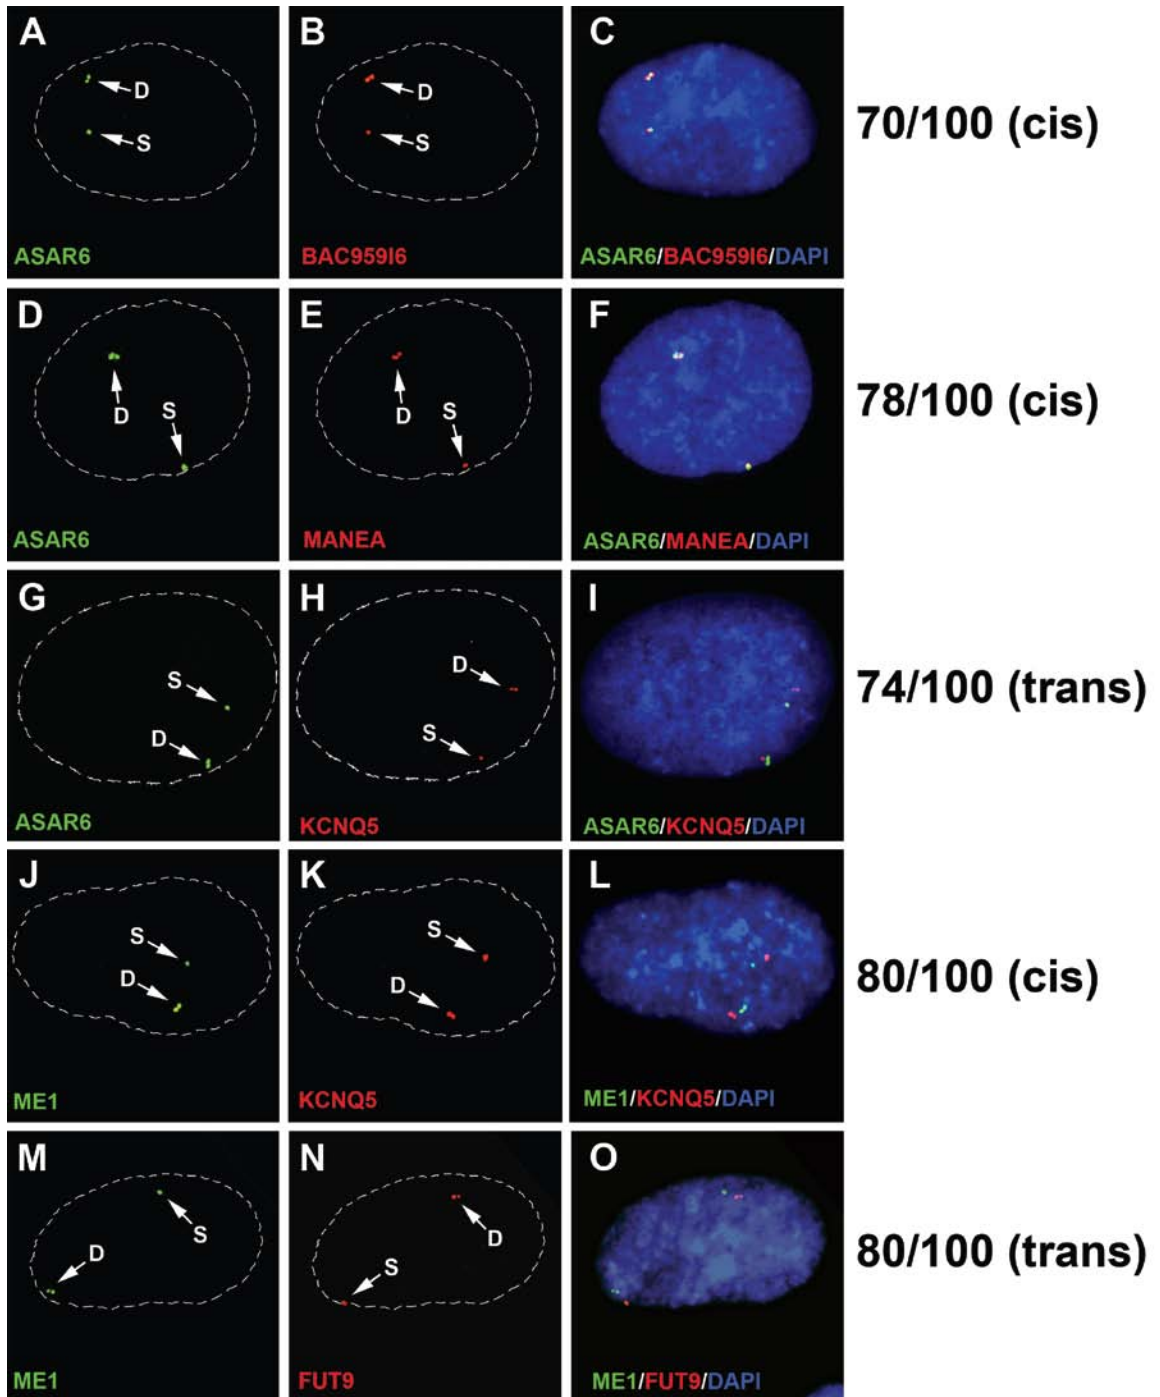 A
D
S
ASAR6
B
D
S
BAC959I6
C
ASAR6/BAC959I6/DAPI
70/100 (cis)
D
D
S
ASAR6
E
D
S
MANEA
F
ASAR6/MANEA/DAPI
78/100 (cis)
G
S
D
ASAR6
H
D
S
KCNQ5
I
ASAR6/KCNQ5/DAPI
74/100 (trans)
J
S
D
ME1
K
S
D
KCNQ5
L
ME1/KCNQ5/DAPI
80/100 (cis)
M
S
D
ME1
N
D
S
FUT9
O
ME1/FUT9/DAPI
80/100 (trans)